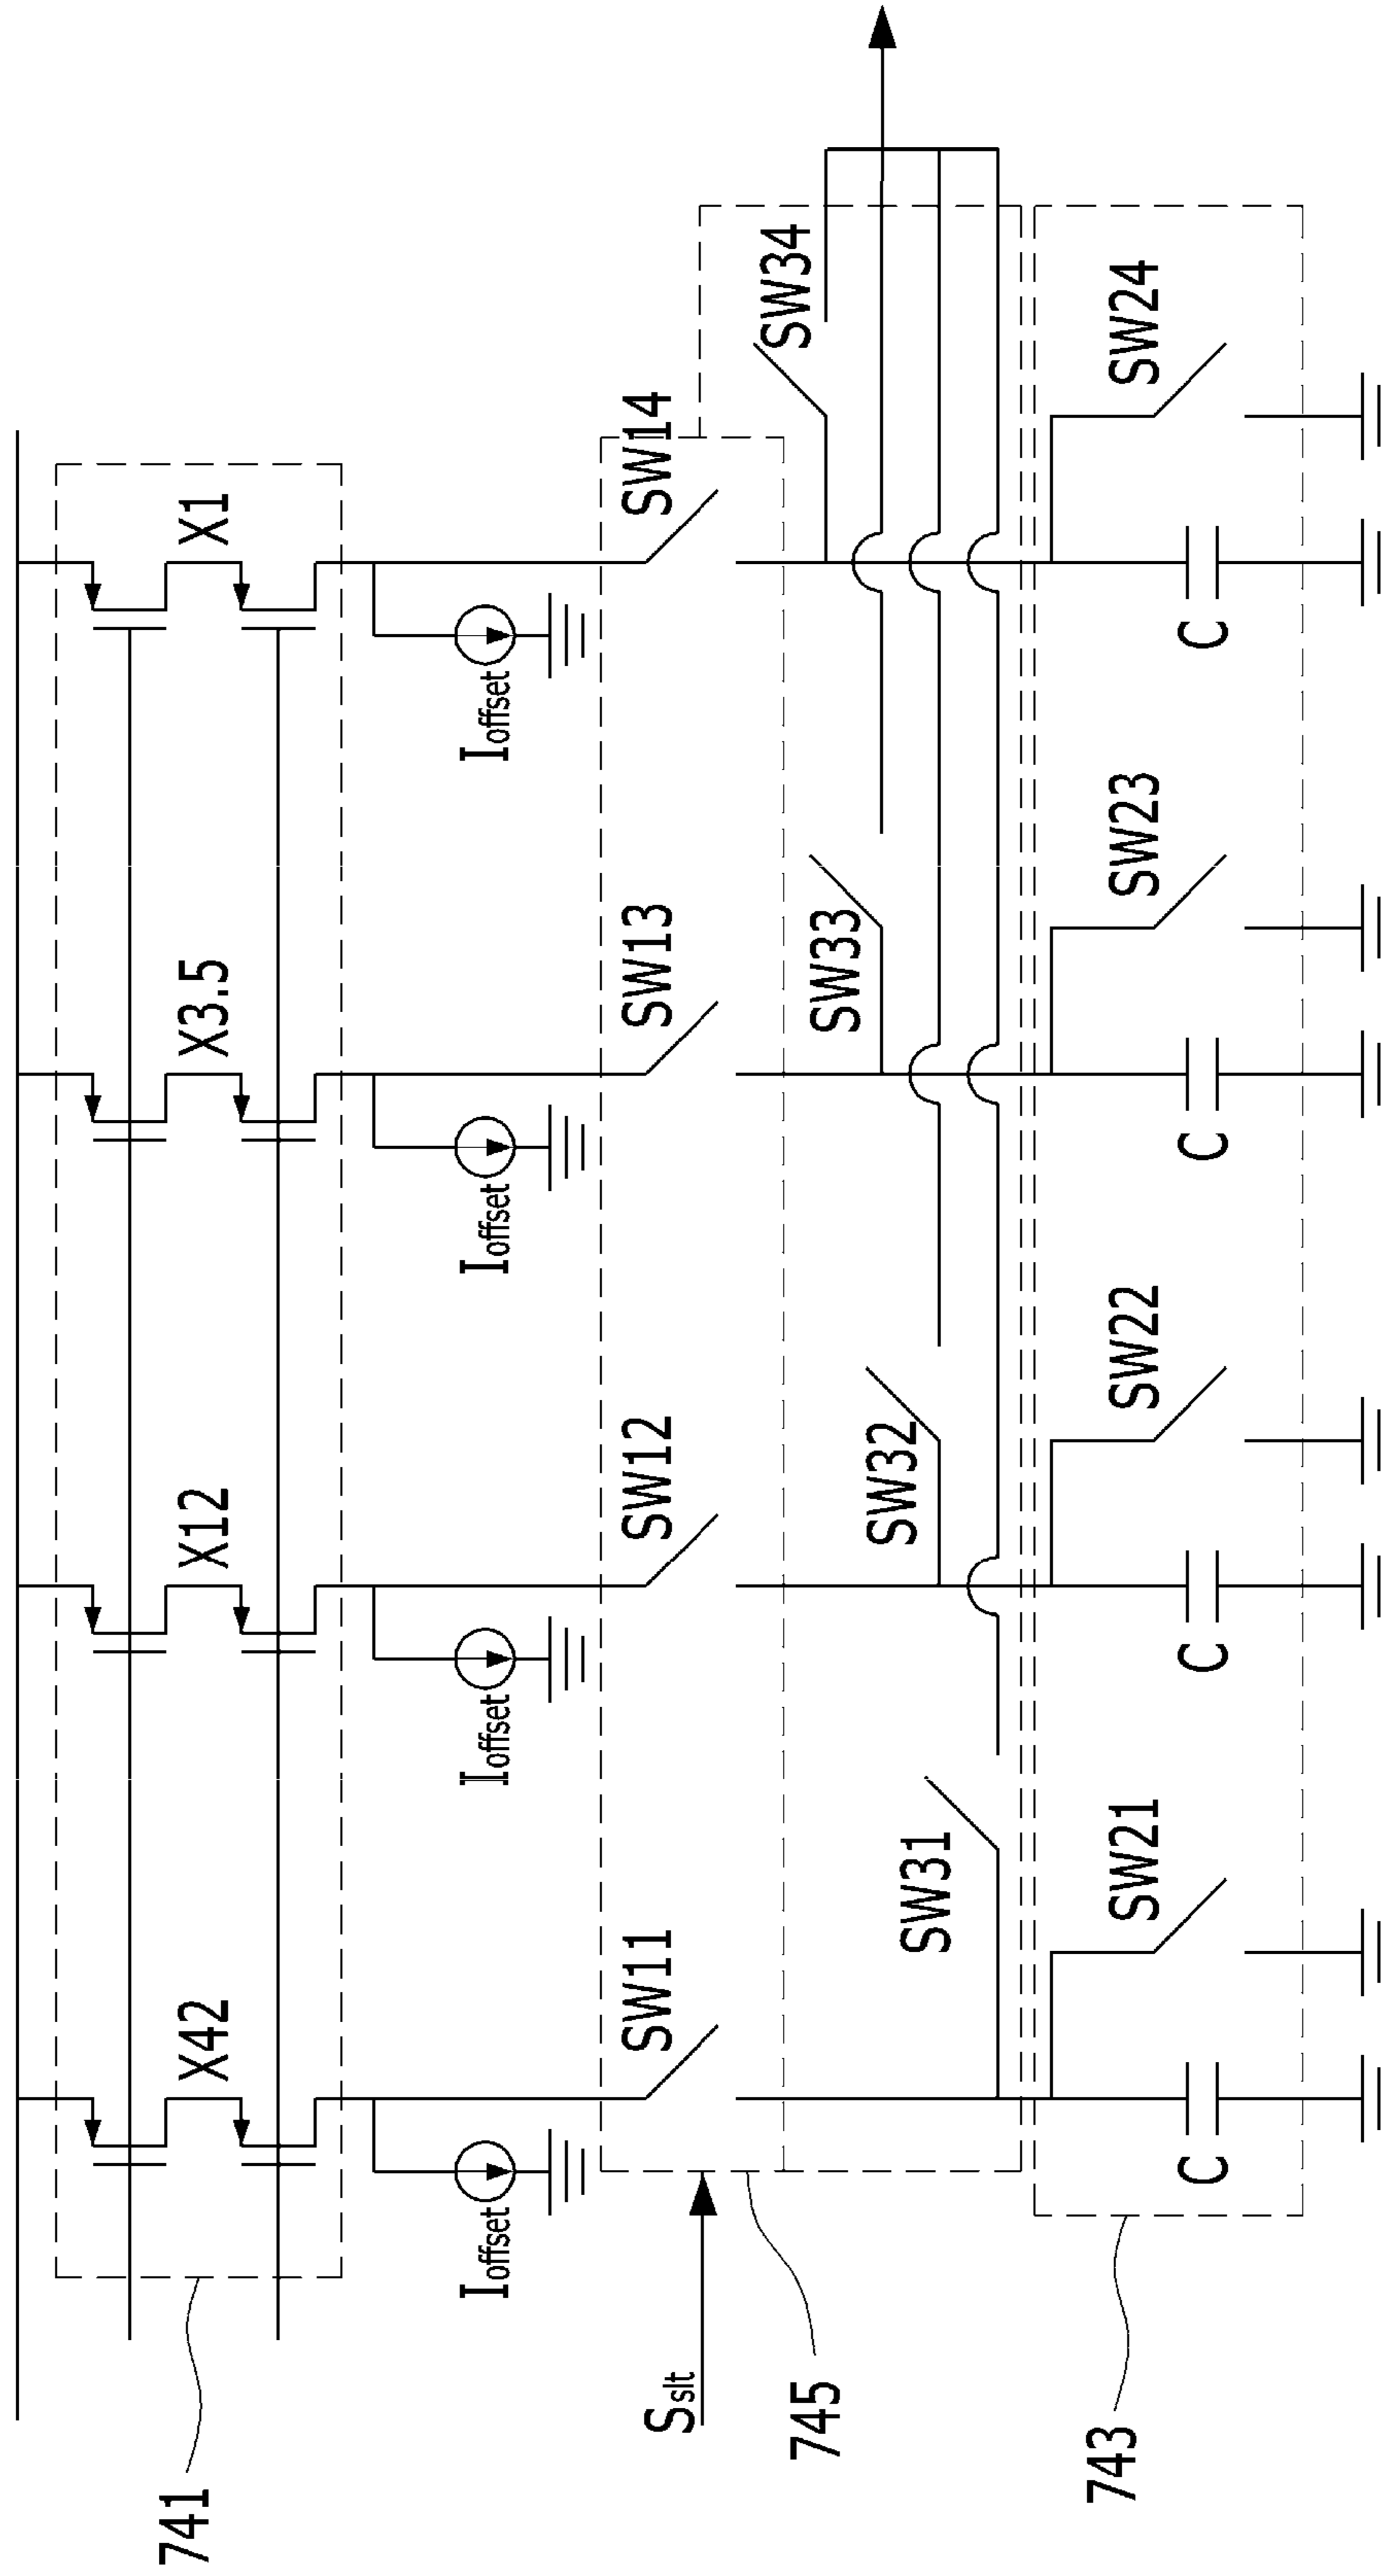 741
X42
X12
X3.5
X1
Ioffset
Ioffset
Ioffset
Ioffset
Sslt
SW11
SW12
SW13
SW14
745
SW31
SW32
SW33
SW34
743
SW21
SW22
SW23
SW24
C
C
C
C